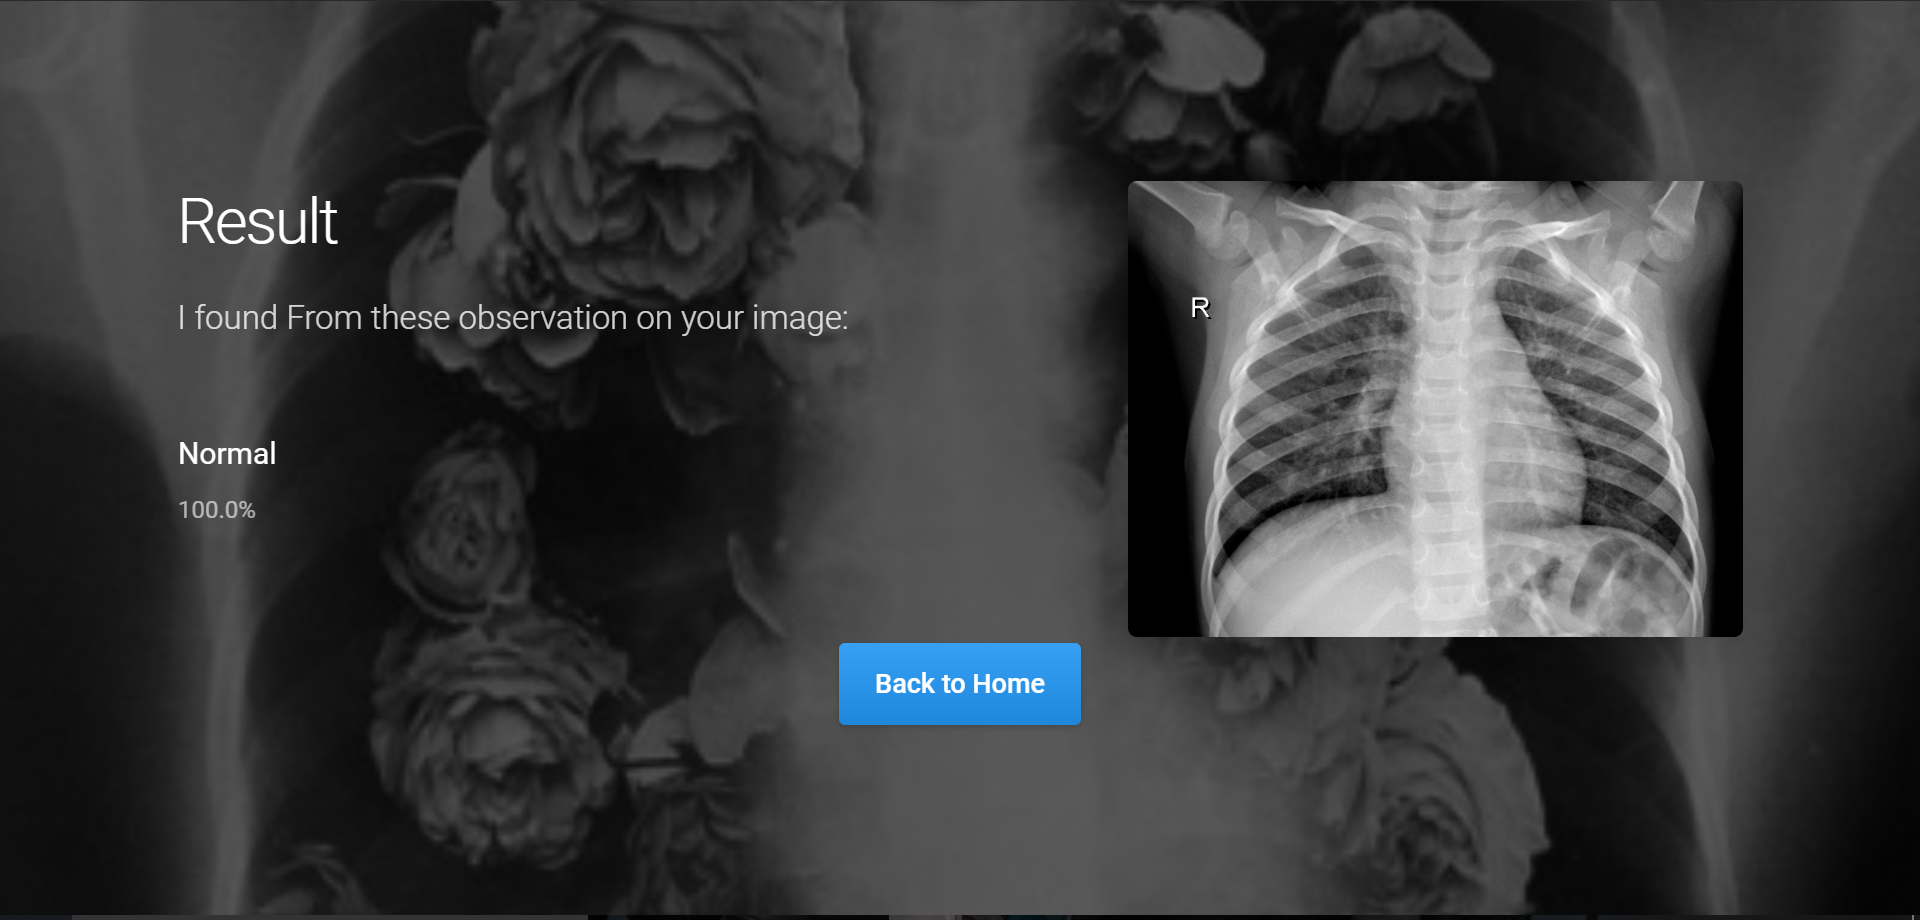 Result
I found From these observation on your image:
R
Normal
100.0%
Back to Home